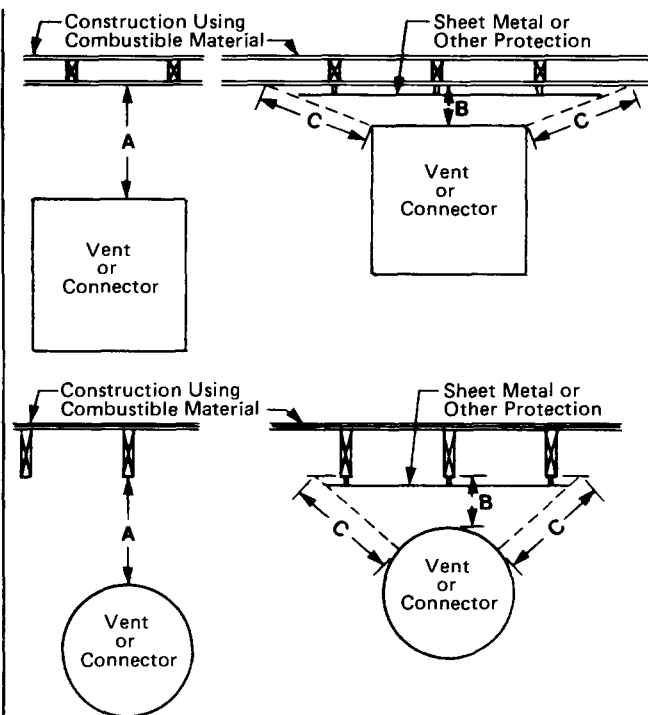 Construction Using
Combustible Material
Sheet Metal or
Other Protection
A
B
C
C
Vent
or
Connector
Vent
or
Connector
Construction Using
Combustible Material
Sheet Metal or
Other Protection
A
B
C
C
Vent
or
Connector
Vent
or
Connector